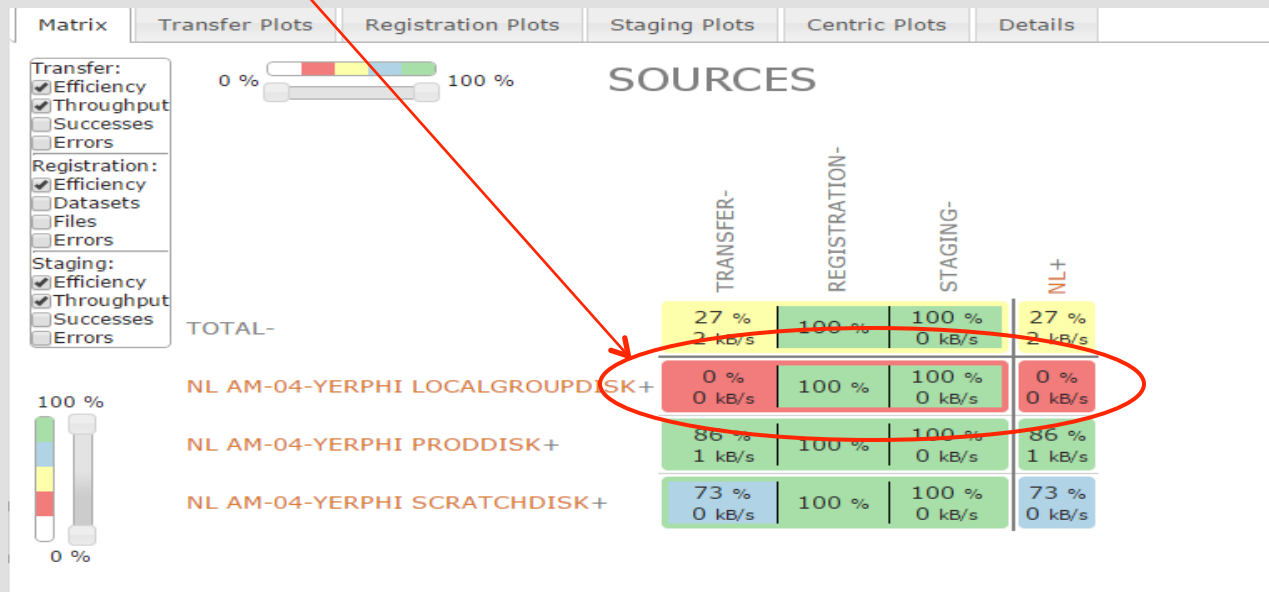 Matrix Transfer Plots Registration Plots Staging Plots Centric Plots Details
Transfer:
Efficiency
Throughput
Successes
Errors
Registration:
Efficiency
Datasets
Files
Errors
Staging:
Efficiency
Throughput
Successes
Errors
0 % 100 %
SOURCES
TRANSFER- REGISTRATION- STAGING- NL+
TOTAL- 27 % 100 % 100 % 27 %
2 kB/s 0 kB/s 2 kB/s
NL AM-04-YERPHI LOCALGROUPDISK+ 0 % 100 % 100 % 0 %
0 kB/s 0 kB/s 0 kB/s
NL AM-04-YERPHI PRODDISK+ 86 % 100 % 100 % 86 %
1 kB/s 0 kB/s 1 kB/s
NL AM-04-YERPHI SCRATCHDISK+ 73 % 100 % 100 % 73 %
0 kB/s 0 kB/s 0 kB/s
100 %
0 %